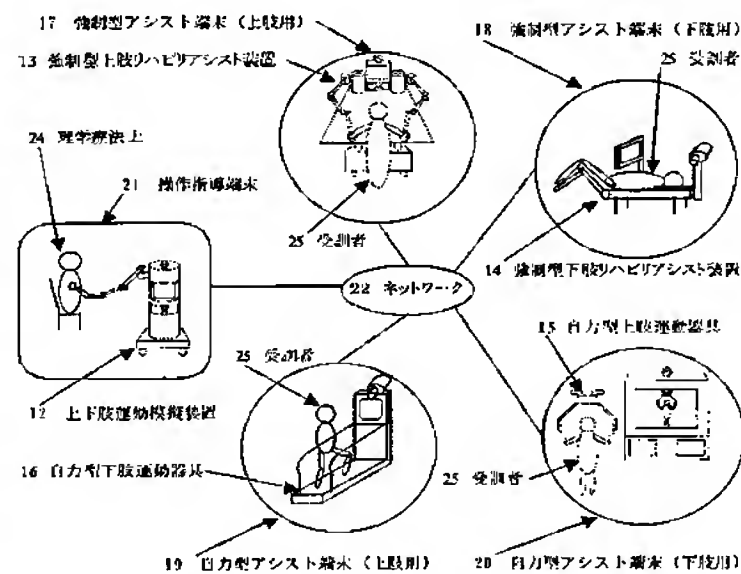 17 強制型アシスト端末（上肢用）
18 強制型アシスト端末（下肢用）
13 強制型上肢リハビリアシスト装置
25 受訓者
24 理学療法士
21 操作指導端末
25 受訓者
14 強制型下肢リハビリアシスト装置
22 ネットワーク
15 自力型上肢運動器具
25 受訓者
12 上下肢運動模擬装置
16 自力型下肢運動器具
25 受訓者
19 自力型アシスト端末（上肢用）
20 自力型アシスト端末（下肢用）